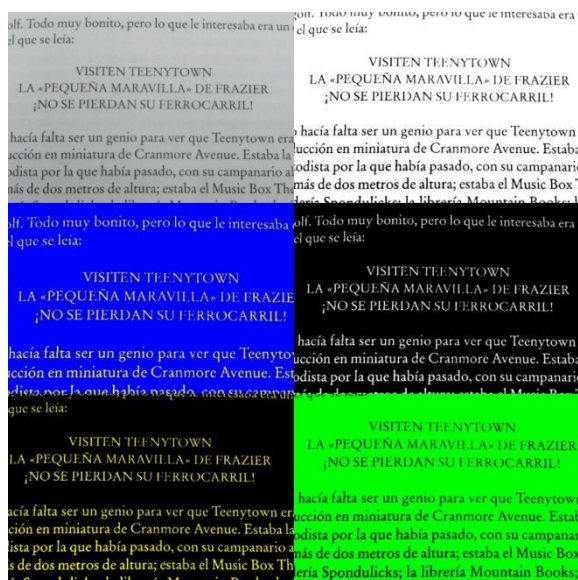 olf. Todo muy bonito, pero lo que le interesaba era un
el que se leía:
VISITEN TEENYTOWN
LA «PEQUEÑA MARAVILLA» DE FRAZIER
¡NO SE PIERDAN SU FERROCARRIL!
hacía falta ser un genio para ver que Teenytown era
ucción en miniatura de Cranmore Avenue. Estaba la
odista por la que había pasado, con su campanario al
más de dos metros de altura; estaba el Music Box The
golf. Todo muy bonito, pero lo que le interesaba era
el que se leía:
VISITEN TEENYTOWN
LA «PEQUEÑA MARAVILLA» DE FRAZIER
¡NO SE PIERDAN SU FERROCARRIL!
hacía falta ser un genio para ver que Teenytown
lucción en miniatura de Cranmore Avenue. Estaba
odista por la que había pasado, con su campanario
más de dos metros de altura; estaba el Music Box
lería Spondulicks; la librería Mountain Books; l
olf. Todo muy bonito, pero lo que le interesaba
el que se leía:
VISITEN TEENYTOWN
LA «PEQUEÑA MARAVILLA» DE FRAZIE
¡NO SE PIERDAN SU FERROCARRIL!
hacía falta ser un genio para ver que Teenyto
ucción en miniatura de Cranmore Avenue. Est
odista por la que había pasado, con su campan
olf. Todo muy bonito, pero lo que le interesaba era
el que se leía:
VISITEN TEENYTOWN
LA «PEQUEÑA MARAVILLA» DE FRAZIER
¡NO SE PIERDAN SU FERROCARRIL!
hacía falta ser un genio para ver que Teenytown
ucción en miniatura de Cranmore Avenue. Estaba
odista por la que había pasado, con su campanari
que se leía:
VISITEN TEENYTOWN
LA «PEQUEÑA MARAVILLA» DE FRAZIER
¡NO SE PIERDAN SU FERROCARRIL!
acía falta ser un genio para ver que Teenytown era
ción en miniatura de Cranmore Avenue. Estaba la
lista por la que había pasado, con su campanario a
s de dos metros de altura; estaba el Music Box Th
VISITEN TEENYTOWN
LA «PEQUEÑA MARAVILLA» DE FRAZIER
¡NO SE PIERDAN SU FERROCARRIL!
hacía falta ser un genio para ver que Teenytown
ucción en miniatura de Cranmore Avenue. Estab
odista por la que había pasado, con su campanar
más de dos metros de altura; estaba el Music Box
ería Spondulicks; la librería Mountain Books;